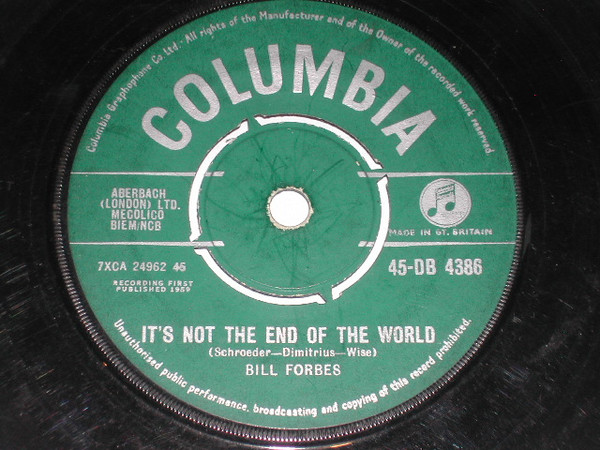 Columbia Graphophone Co. Ltd.- All rights of the Manufacturer and of the Owner of the recorded work reserved.
COLUMBIA
ABERBACH
(LONDON) LTD.
MECOLICO
BIEM/NCB
MADE IN GT. BRITAIN
7XCA 24962
45-DB 4386
RECORDING FIRST
PUBLISHED 1959
IT'S NOT THE END OF THE WORLD
(Schroeder—Dimitrius—Wise)
BILL FORBES
Unauthorised public performance, broadcasting and copying of this record prohibited.